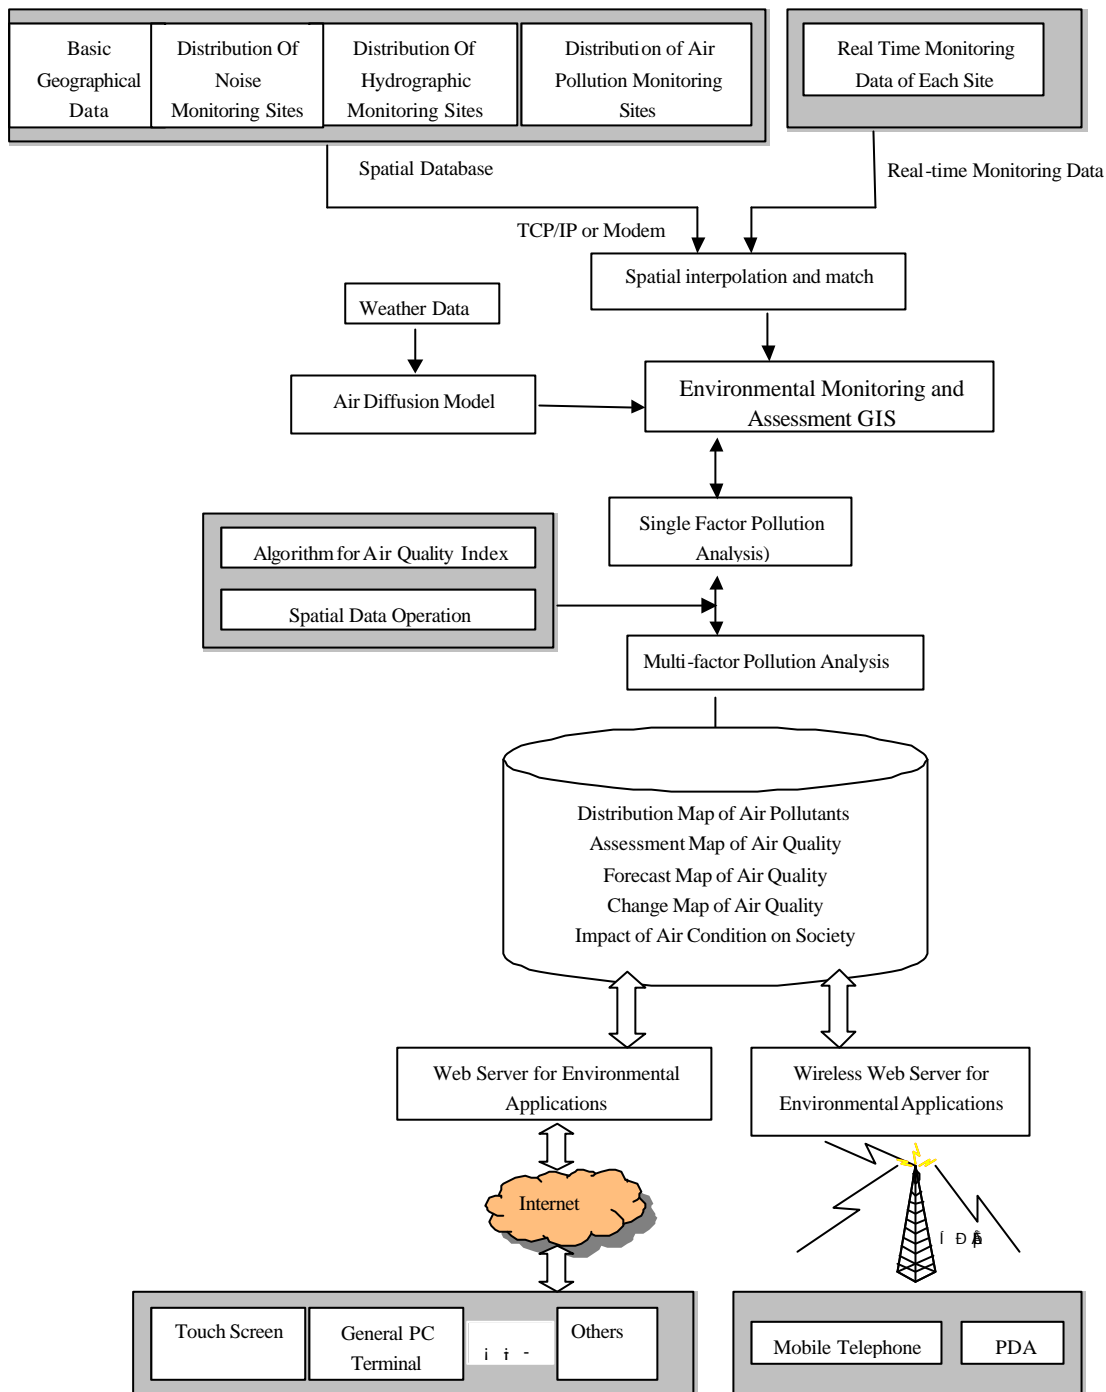 Basic
Geographical
Data
Distribution Of
Noise
Monitoring Sites
Distribution Of
Hydrographic
Monitoring Sites
Distribution of Air
Pollution Monitoring
Sites
Real Time Monitoring
Data of Each Site
Spatial Database
Real-time Monitoring Data
TCP/IP or Modem
Spatial interpolation and match
Weather Data
Air Diffusion Model
Environmental Monitoring and
Assessment GIS
Single Factor Pollution
Analysis)
Algorithm for Air Quality Index
Spatial Data Operation
Multi-factor Pollution Analysis
Distribution Map of Air Pollutants
Assessment Map of Air Quality
Forecast Map of Air Quality
Change Map of Air Quality
Impact of Air Condition on Society
Web Server for Environmental
Applications
Wireless Web Server for
Environmental Applications
Internet
Touch Screen
General PC
Terminal
Others
Mobile Telephone
PDA